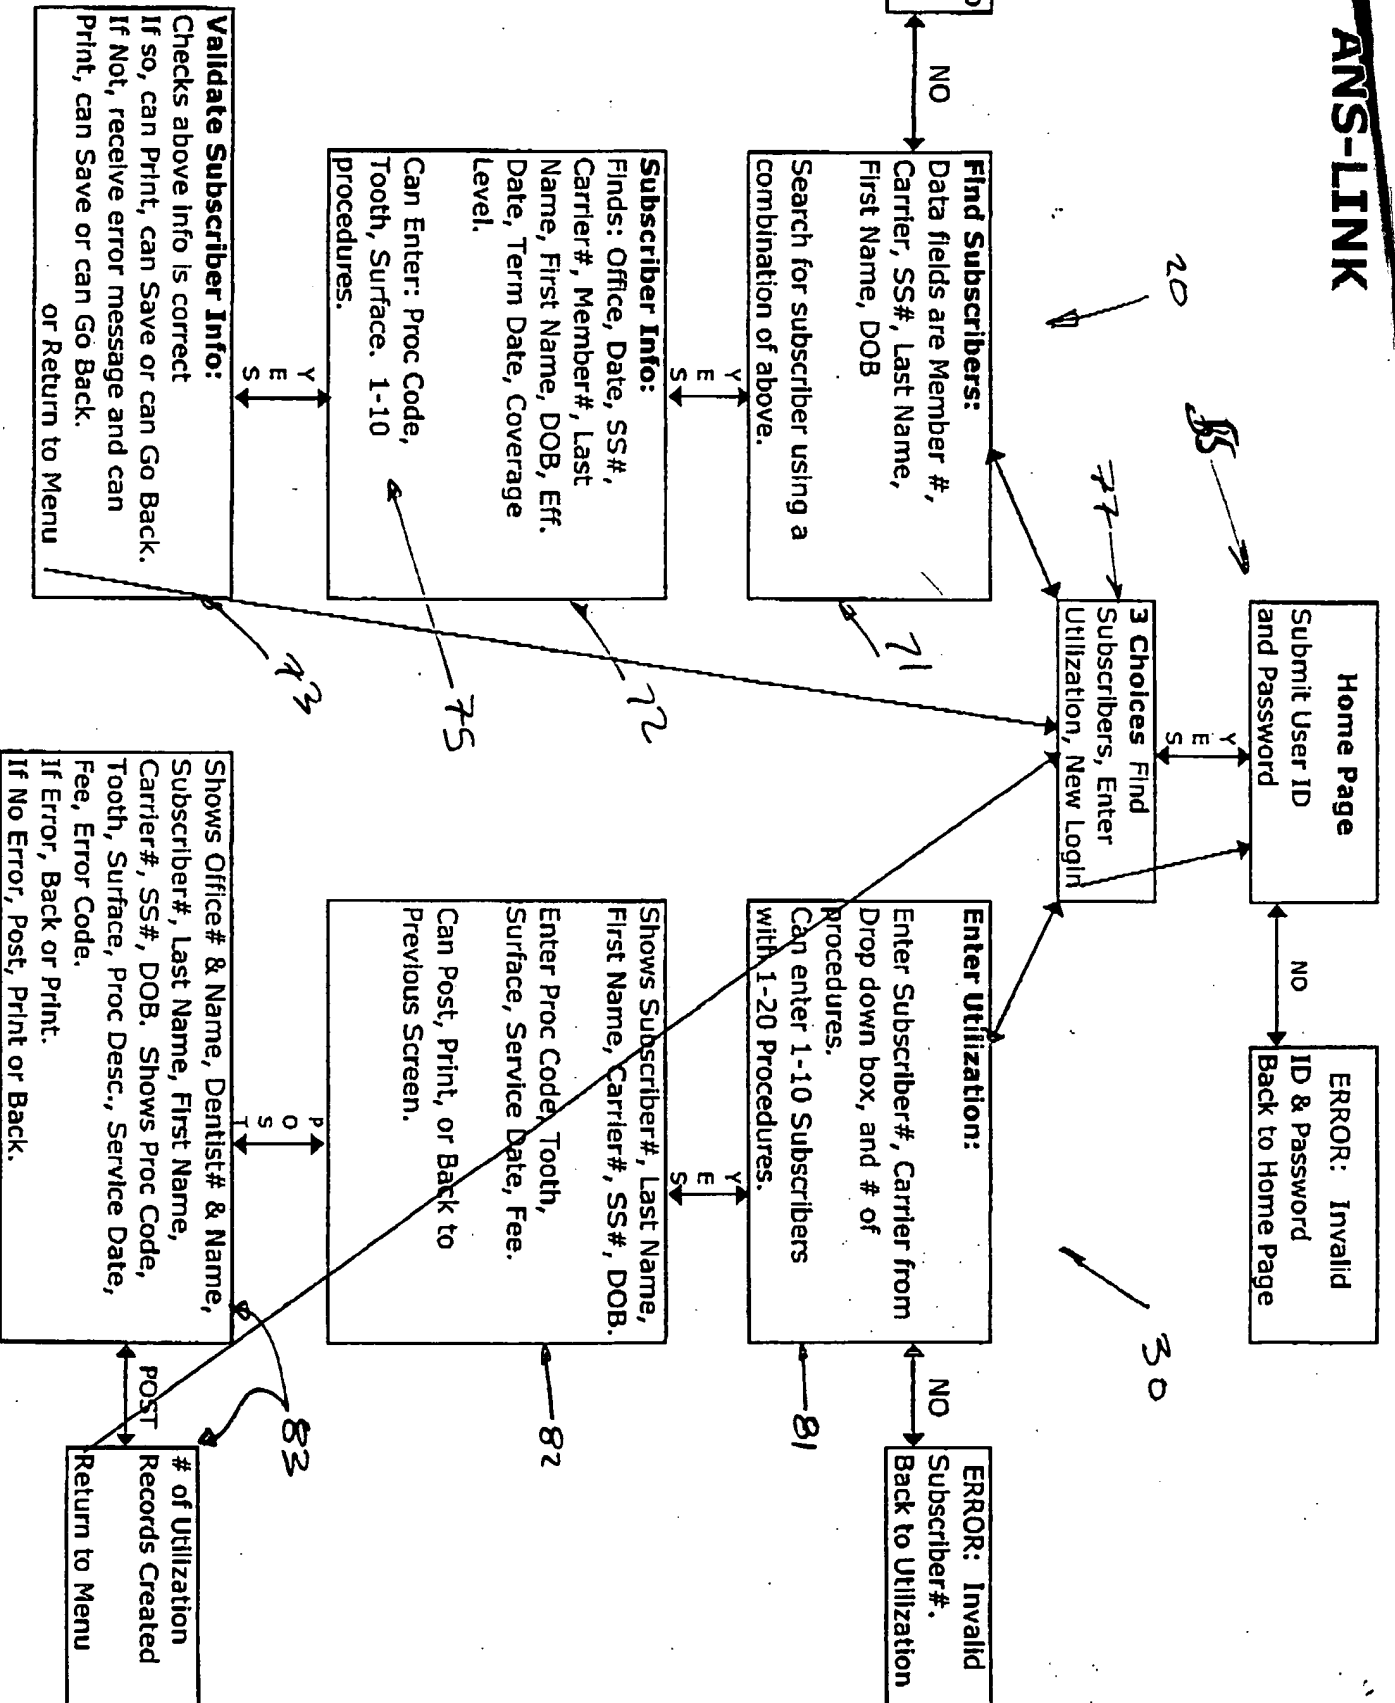 ANS-LINK
Home Page
Submit User ID
and Password
NO
ERROR: Invalid
ID & Password
Back to Home Page
YES
20
77
3 Choices Find
Subscribers, Enter
Utilization, New Login
30
NO
Find Subscribers:
Data fields are Member #,
Carrier, SS#, Last Name,
First Name, DOB
Search for subscriber using a
combination of above.
71
Enter Utilization:
Enter Subscriber#, Carrier from
Drop down box, and # of
procedures.
Can enter 1-10 Subscribers
with 1-20 Procedures.
81
NO
ERROR: Invalid
Subscriber#.
Back to Utilization
YES
YES
Subscriber Info:
Finds: Office, Date, SS#,
Carrier#, Member#, Last
Name, First Name, DOB, Eff.
Date, Term Date, Coverage
Level.
Can Enter: Proc Code,
Tooth, Surface. 1-10
procedures.
72
75
Shows Subscriber#, Last Name,
First Name, Carrier#, SS#, DOB.
Enter Proc Code, Tooth,
Surface, Service Date, Fee.
Can Post, Print, or Back to
Previous Screen.
82
YES
POST
Validate Subscriber Info:
Checks above info is correct
If so, can Print, can Save or can Go Back.
If Not, receive error message and can
Print, can Save or can Go Back.
or Return to Menu
73
Shows Office# & Name, Dentist# & Name,
Subscriber#, Last Name, First Name,
Carrier#, SS#, DOB. Shows Proc Code,
Tooth, Surface, Proc Desc., Service Date,
Fee, Error Code.
If Error, Back or Print.
If No Error, Post, Print or Back.
83
POST
# of Utilization
Records Created
Return to Menu